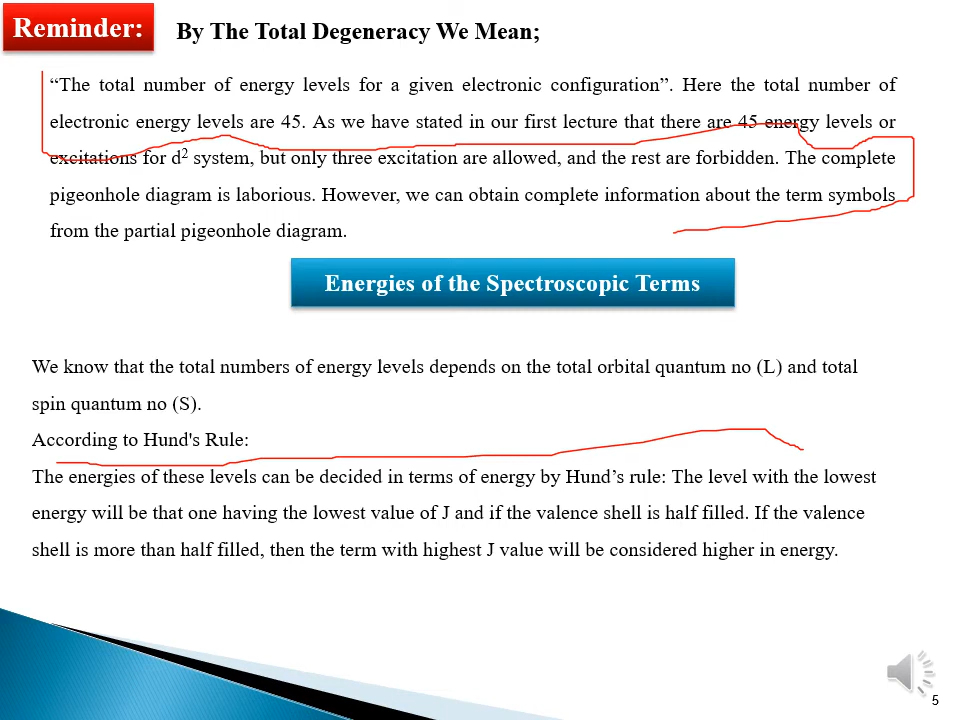 Reminder:
By The Total Degeneracy We Mean;
“The total number of energy levels for a given electronic configuration”. Here the total number of
electronic energy levels are 45. As we have stated in our first lecture that there are 45 energy levels or
excitations for d² system, but only three excitation are allowed, and the rest are forbidden. The complete
pigeonhole diagram is laborious. However, we can obtain complete information about the term symbols
from the partial pigeonhole diagram.
Energies of the Spectroscopic Terms
We know that the total numbers of energy levels depends on the total orbital quantum no (L) and total
spin quantum no (S).
According to Hund's Rule:
The energies of these levels can be decided in terms of energy by Hund’s rule: The level with the lowest
energy will be that one having the lowest value of J and if the valence shell is half filled. If the valence
shell is more than half filled, then the term with highest J value will be considered higher in energy.
5